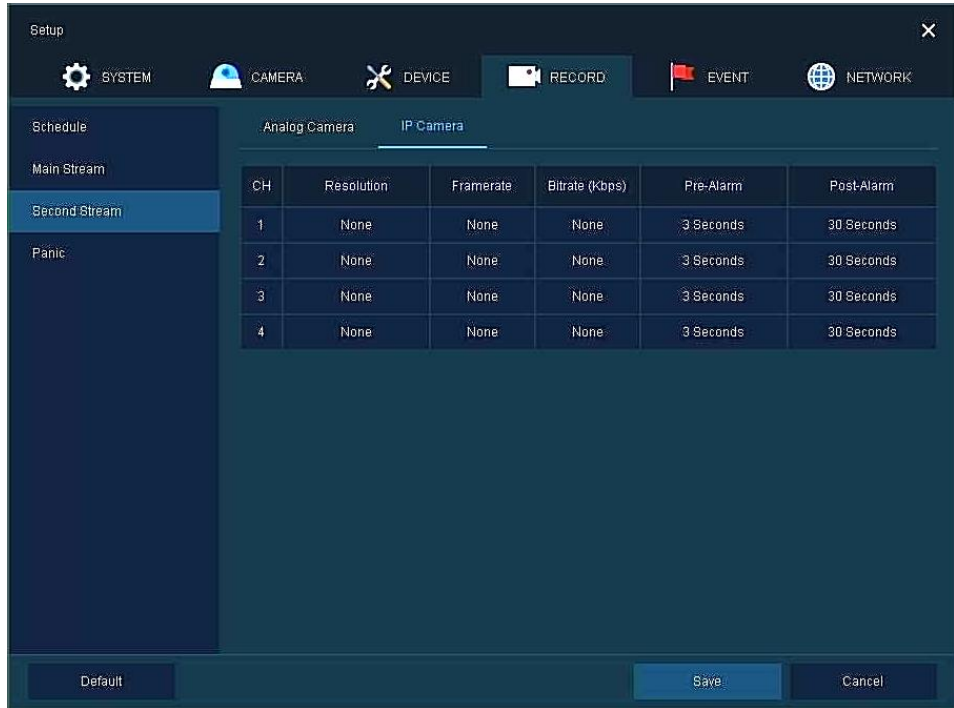 Setup
SYSTEM CAMERA DEVICE RECORD EVENT NETWORK
Schedule
Main Stream
Second Stream
Panic
Analog Camera IP Camera
CH Resolution Framerate Bitrate (Kbps) Pre-Alarm Post-Alarm
1 None None None 3 Seconds 30 Seconds
2 None None None 3 Seconds 30 Seconds
3 None None None 3 Seconds 30 Seconds
4 None None None 3 Seconds 30 Seconds
Default Save Cancel